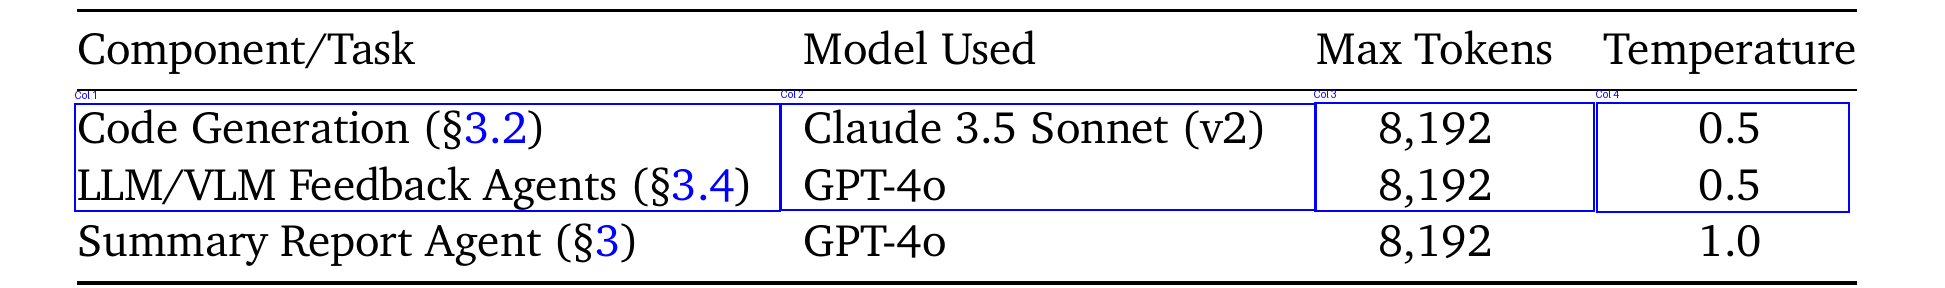 Component/Task Model Used Max Tokens Temperature
Col 1 Col 2 Col 3 Col 4
Code Generation (§3.2) Claude 3.5 Sonnet (v2) 8,192 0.5
LLM/VLM Feedback Agents (§3.4) GPT-4o 8,192 0.5
Summary Report Agent (§3) GPT-4o 8,192 1.0